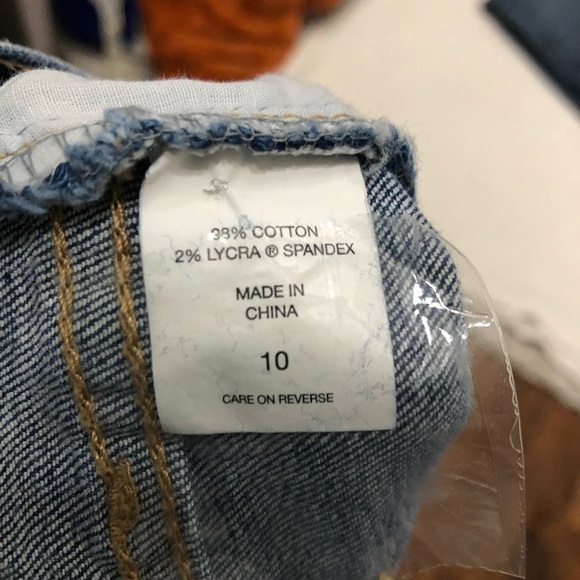 98% COTTON
2% LYCRA ® SPANDEX
MADE IN
CHINA
10
CARE ON REVERSE